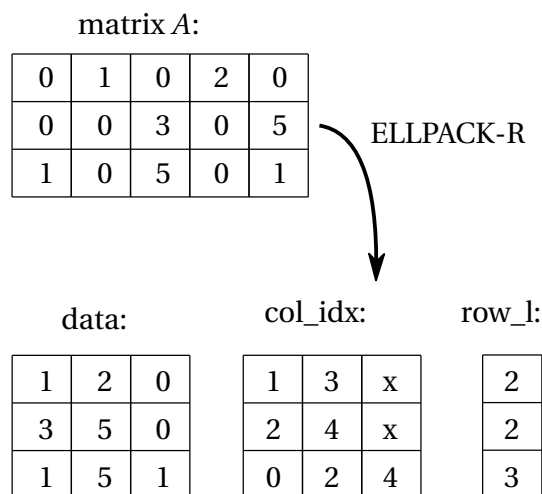 matrix A:
0 1 0 2 0
0 0 3 0 5
1 0 5 0 1
ELLPACK-R
data: col_idx: row_l:
1 2 0 1 3 x 2
3 5 0 2 4 x 2
1 5 1 0 2 4 3